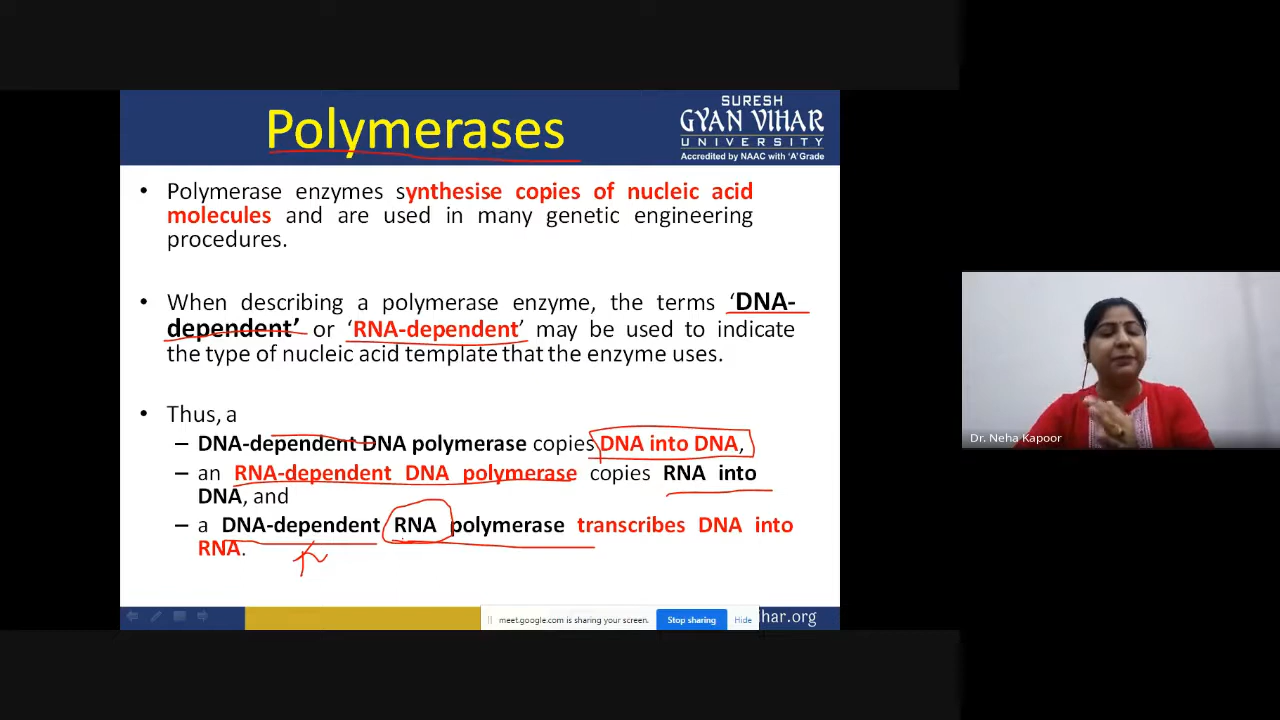 Polymerases
SURESH
GYAN VIHAR
UNIVERSITY
Accredited by NAAC with 'A' Grade
• Polymerase enzymes synthesise copies of nucleic acid
molecules and are used in many genetic engineering
procedures.
• When describing a polymerase enzyme, the terms ‘DNA-
dependent’ or ‘RNA-dependent’ may be used to indicate
the type of nucleic acid template that the enzyme uses.
• Thus, a
– DNA-dependent DNA polymerase copies DNA into DNA,
– an RNA-dependent DNA polymerase copies RNA into
DNA, and
– a DNA-dependent RNA polymerase transcribes DNA into
RNA.
Dr. Neha Kapoor
meet.google.com is sharing your screen. Stop sharing Hide
har.org